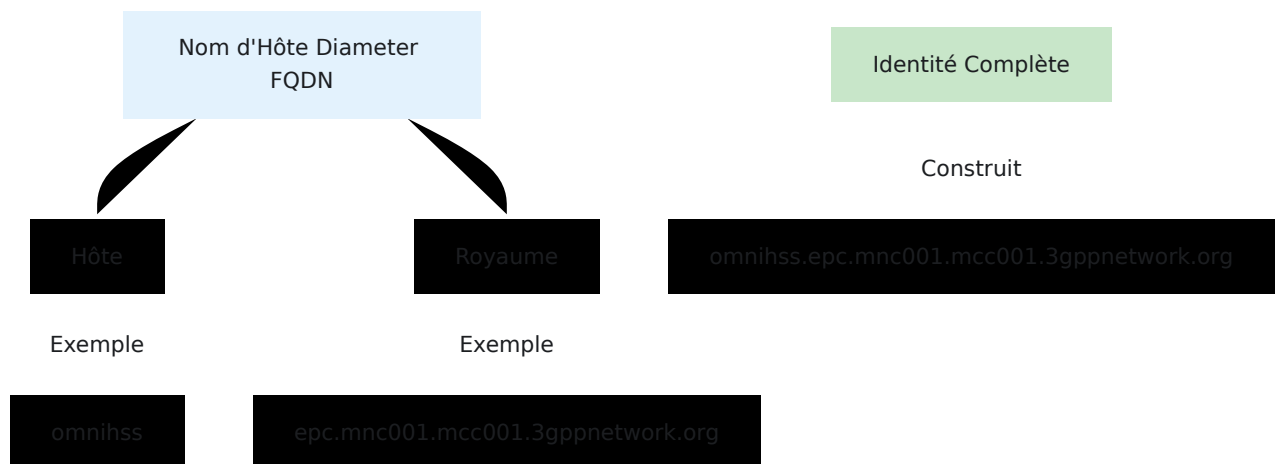 Nom d'Hôte Diameter
FQDN
Identité Complète
Construit
Hôte
Royaume
omnihss.epc.mnc001.mcc001.3gppnetwork.org
Exemple
Exemple
omnihss
epc.mnc001.mcc001.3gppnetwork.org